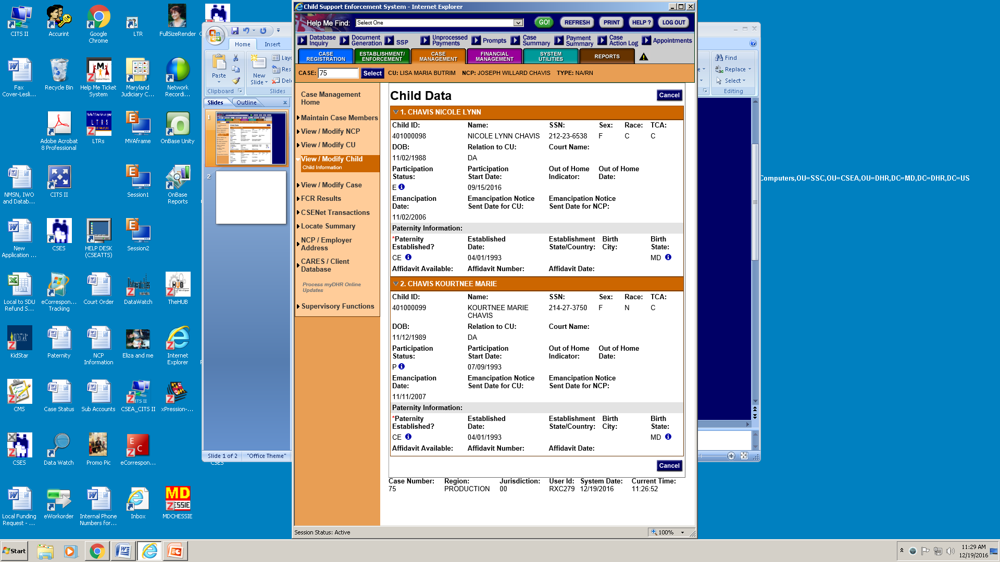 Child Support Enforcement System - Internet Explorer
Help Me Find: Select One GO! REFRESH PRINT HELP ? LOG OUT
Database Inquiry Document Generation SSP Unprocessed Payments Prompts Case Summary Payment Summary Case Action Log Appointments
CASE REGISTRATION ESTABLISHMENT/ ENFORCEMENT CASE MANAGEMENT FINANCIAL MANAGEMENT SYSTEM UTILITIES REPORTS
CASE: 75 Select CU: LISA MARIA BUTRIM NCP: JOSEPH WILLARD CHAVIS TYPE: NA/RN
Case Management Home
Maintain Case Members
View / Modify NCP
View / Modify CU
View / Modify Child
Child Information
View / Modify Case
FCR Results
CSENet Transactions
Locate Summary
NCP / Employer Address
CARES / Client Database
Process myDHR Online Updates
Supervisory Functions
Child Data Cancel
1. CHAVIS NICOLE LYNN
Child ID: Name: SSN: Sex: Race: TCA:
401000098 NICOLE LYNN CHAVIS 212-23-6538 F C C
DOB: Relation to CU: Court Name:
11/02/1988 DA
Participation Status: Participation Start Date: Out of Home Indicator: Out of Home Date:
E 09/15/2016
Emancipation Date: Emancipation Notice Sent Date for CU: Emancipation Notice Sent Date for NCP:
11/02/2006
Paternity Information:
*Paternity Established? Established Date: Establishment State/Country: Birth City: Birth State:
CE 04/01/1993 MD
Affidavit Available: Affidavit Number: Affidavit Date:
2. CHAVIS KOURTNEE MARIE
Child ID: Name: SSN: Sex: Race: TCA:
401000099 KOURTNEE MARIE CHAVIS 214-27-3750 F N C
DOB: Relation to CU: Court Name:
11/12/1989 DA
Participation Status: Participation Start Date: Out of Home Indicator: Out of Home Date:
P 07/09/1993
Emancipation Date: Emancipation Notice Sent Date for CU: Emancipation Notice Sent Date for NCP:
11/11/2007
Paternity Information:
*Paternity Established? Established Date: Establishment State/Country: Birth City: Birth State:
CE 04/01/1993 MD
Affidavit Available: Affidavit Number: Affidavit Date:
Cancel
Case Number: Region: Jurisdiction: User Id: System Date: Current Time:
75 PRODUCTION 00 RXC279 12/19/2016 11:26:52
Session Status: Active 100%
Home Insert
Paste New Slide
Clipboard Slides
Slides Outline
1
2
Slide 1 of 2 "Office Theme"
Find
Replace
Select
Editing
Computers,OU=SSC,OU=CSEA,OU=DHR,DC=MD,DC=DHR,DC=US
CITS II Accurint Google Chrome LTR FullSizeRender
Fax Cover-Lesli... Recycle Bin Help Me Ticket System Maryland Judiciary C... Network Recordi...
Adobe Acrobat 8 Professional LTRs MVAframe OnBase Unity
NMSN, IWO and Datab... CITS II Session1 OnBase Reports
New Application ... CSES HELP DESK (CSEATTS) Session2
Local to SDU Refund S... eCorrespon... Tracking Court Order DataWatch TheHUB
KidStar Paternity NCP Information Eliza and me Internet Explorer
CMS Case Status Sub Accounts CSEA_CITS II xPression-...
CSES Data Watch Promo Pic eCorrespon...
Local Funding Request - ... eWorkorder Internal Phone Numbers for... Inbox MDCHESSIE
Start 11:29 AM
12/19/2016